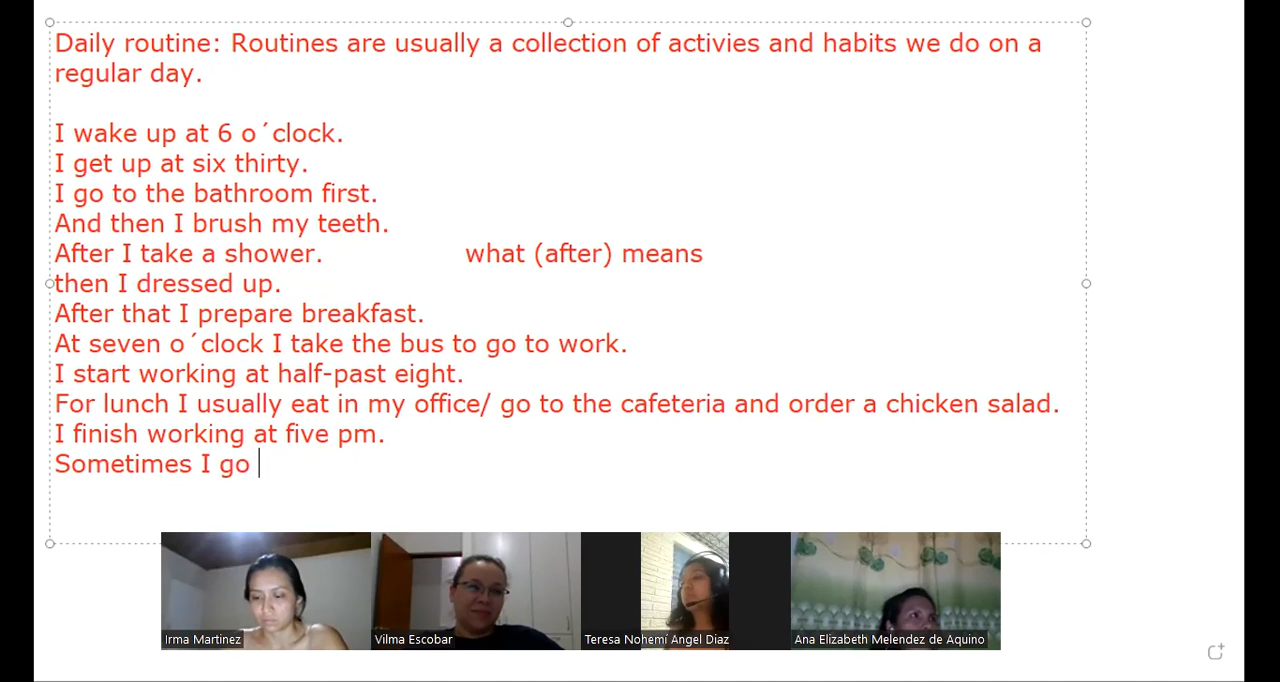 Daily routine: Routines are usually a collection of activies and habits we do on a
regular day.
I wake up at 6 o´clock.
I get up at six thirty.
I go to the bathroom first.
And then I brush my teeth.
After I take a shower. what (after) means
then I dressed up.
After that I prepare breakfast.
At seven o´clock I take the bus to go to work.
I start working at half-past eight.
For lunch I usually eat in my office/ go to the cafeteria and order a chicken salad.
I finish working at five pm.
Sometimes I go
Irma Martinez Vilma Escobar Teresa Nohemí Angel Diaz Ana Elizabeth Melendez de Aquino